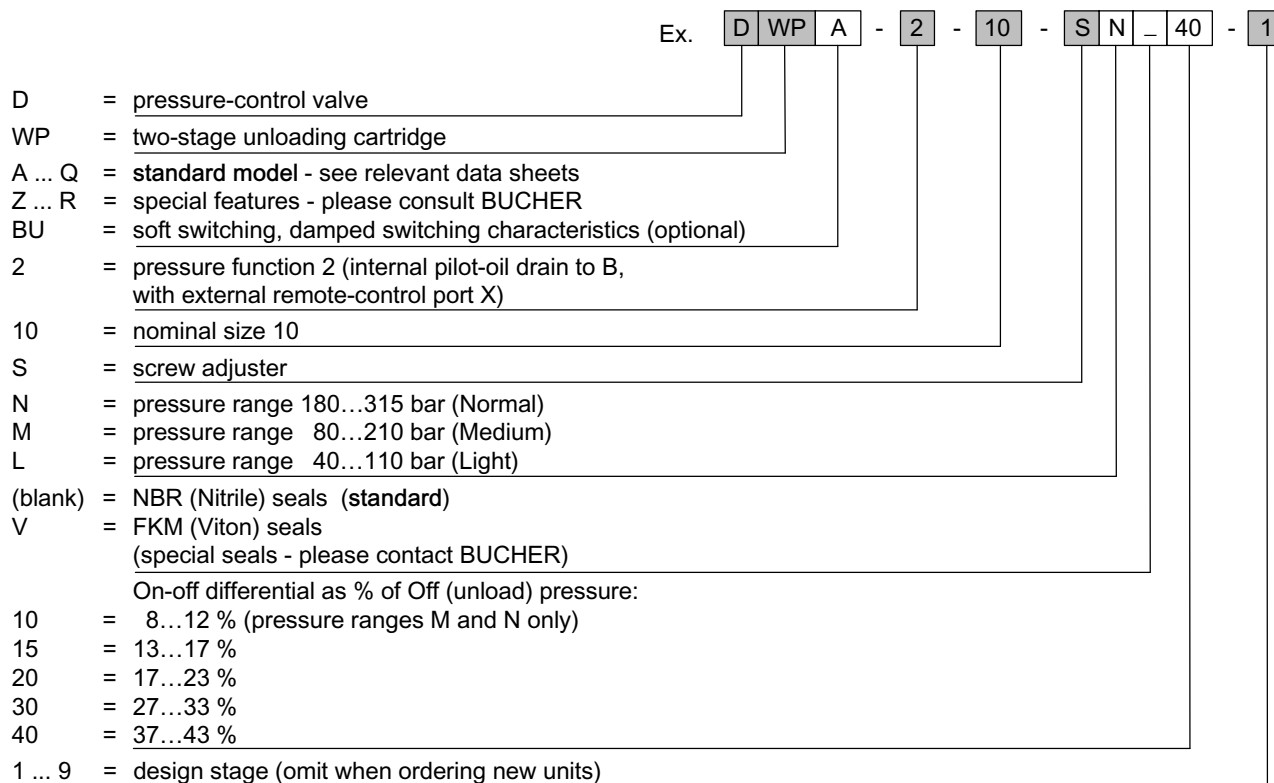 Ex. D WP A - 2 - 10 - S N _ 40 - 1
D = pressure-control valve
WP = two-stage unloading cartridge
A ... Q = standard model - see relevant data sheets
Z ... R = special features - please consult BUCHER
BU = soft switching, damped switching characteristics (optional)
2 = pressure function 2 (internal pilot-oil drain to B,
with external remote-control port X)
10 = nominal size 10
S = screw adjuster
N = pressure range 180…315 bar (Normal)
M = pressure range 80…210 bar (Medium)
L = pressure range 40…110 bar (Light)
(blank) = NBR (Nitrile) seals (standard)
V = FKM (Viton) seals
(special seals - please contact BUCHER)
On-off differential as % of Off (unload) pressure:
10 = 8…12 % (pressure ranges M and N only)
15 = 13…17 %
20 = 17…23 %
30 = 27…33 %
40 = 37…43 %
1 ... 9 = design stage (omit when ordering new units)